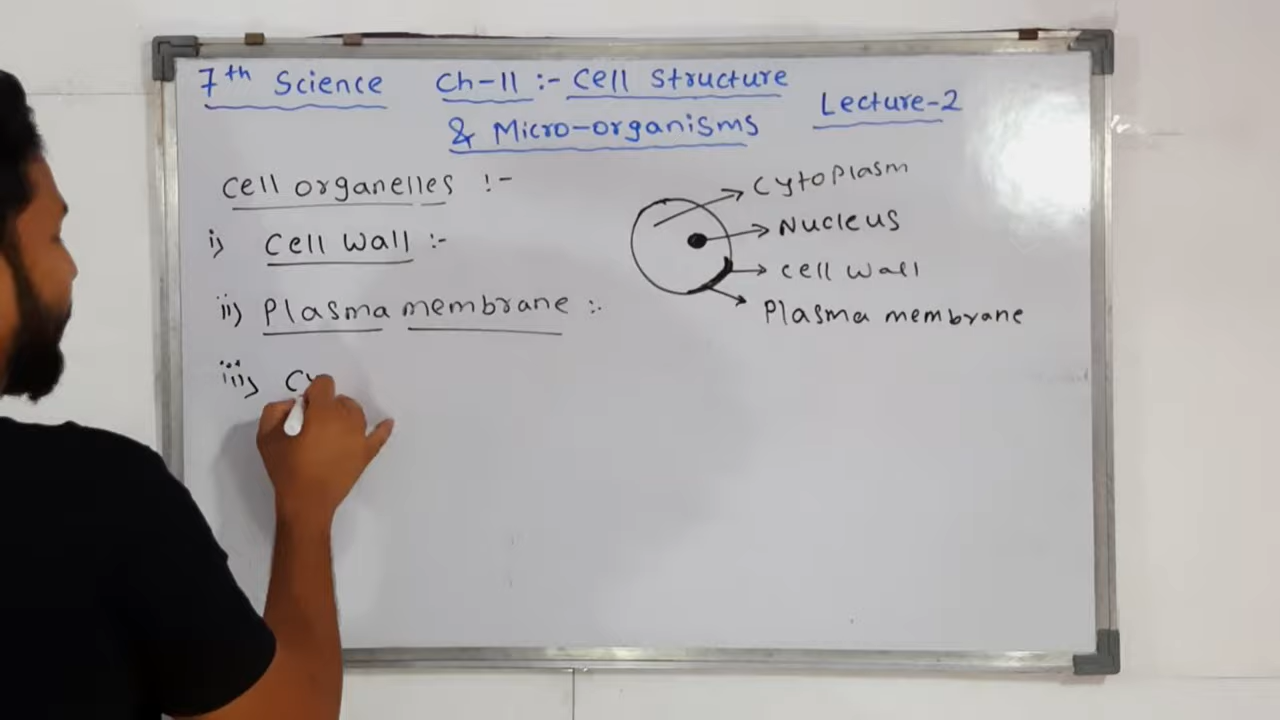 7th Science Ch-11 :- Cell Structure
& Micro-organisms Lecture-2
Cell organelles :-
i) Cell Wall :-
ii) Plasma membrane :-
iii) Cy
Cytoplasm
Nucleus
cell wall
Plasma membrane